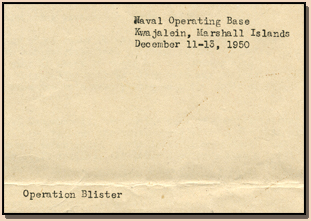 Naval Operating Base
Kwajalein, Marshall Islands
December 11-13, 1950
Operation Blister